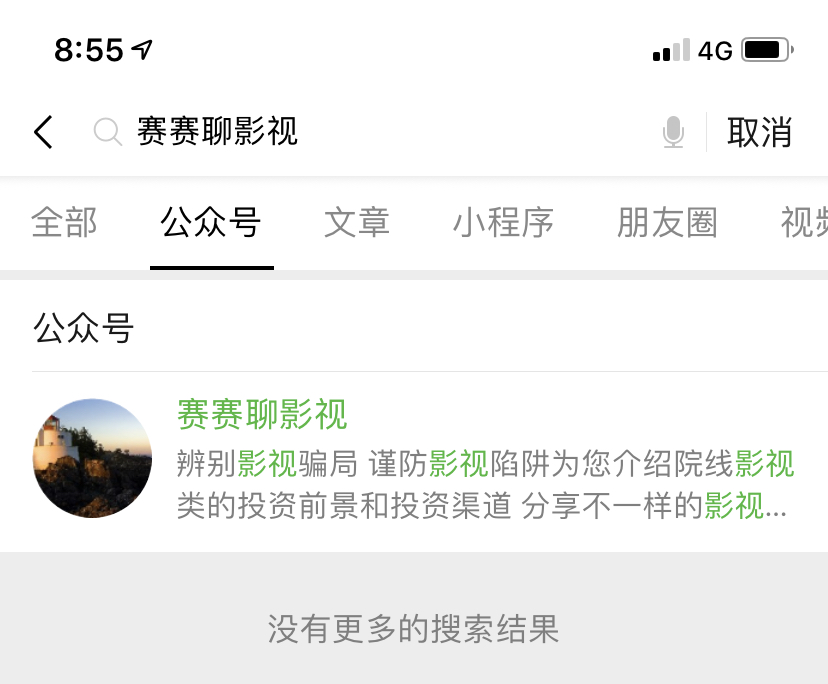 8:55 4G
赛赛聊影视 取消
全部 公众号 文章 小程序 朋友圈 视
公众号
赛赛聊影视
辨别影视骗局 谨防影视陷阱为您介绍院线影视
类的投资前景和投资渠道 分享不一样的影视...
没有更多的搜索结果